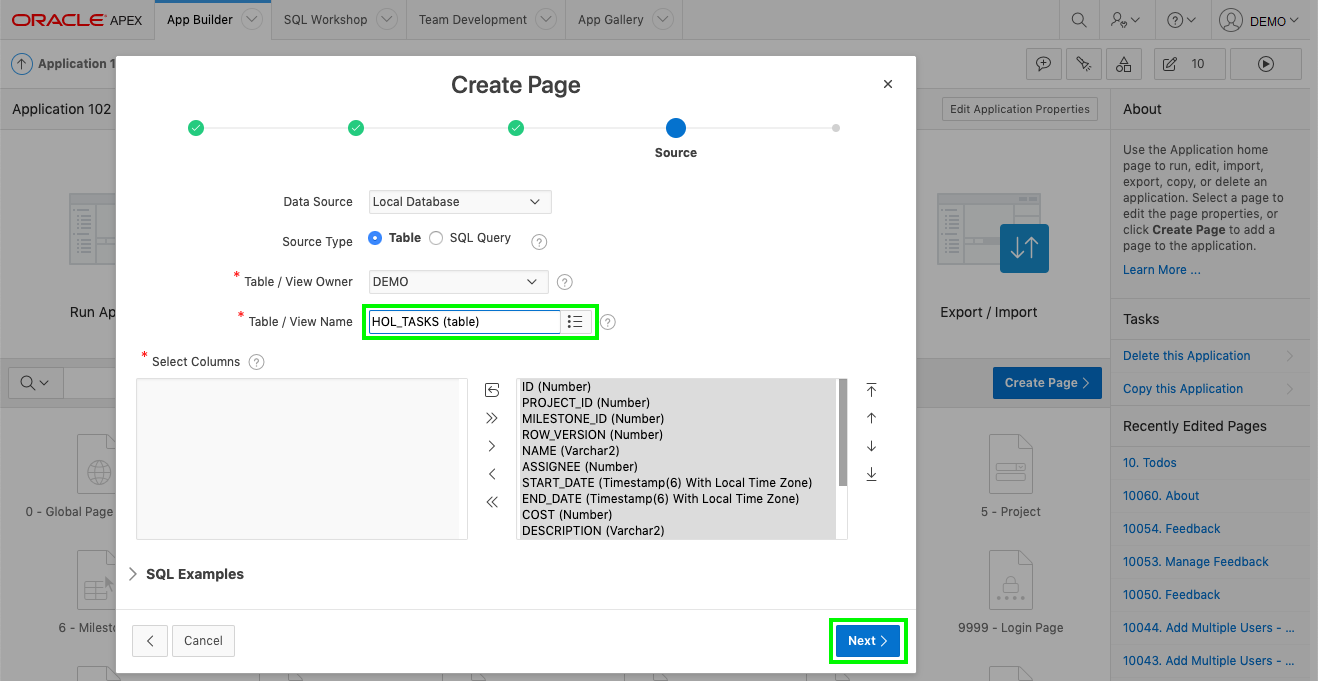 ORACLE APEX
App Builder
SQL Workshop
Team Development
App Gallery
DEMO
Application 1
10
Application 102
Edit Application Properties
About
Create Page
Source
Use the Application home
page to run, edit, import,
export, copy, or delete an
application. Select a page to
edit the page properties, or
click Create Page to add a
page to the application.
Learn More ...
Data Source
Local Database
Source Type
Table
SQL Query
?
* Table / View Owner
DEMO
?
* Table / View Name
HOL_TASKS (table)
?
* Select Columns ?
ID (Number)
PROJECT_ID (Number)
MILESTONE_ID (Number)
ROW_VERSION (Number)
NAME (Varchar2)
ASSIGNEE (Number)
START_DATE (Timestamp(6) With Local Time Zone)
END_DATE (Timestamp(6) With Local Time Zone)
COST (Number)
DESCRIPTION (Varchar2)
SQL Examples
Cancel
Next
Run Ap
Export / Import
Create Page
0 - Global Page
5 - Project
6 - Milesto
9999 - Login Page
Tasks
Delete this Application
Copy this Application
Recently Edited Pages
10. Todos
10060. About
10054. Feedback
10053. Manage Feedback
10050. Feedback
10044. Add Multiple Users - ...
10043. Add Multiple Users - ...